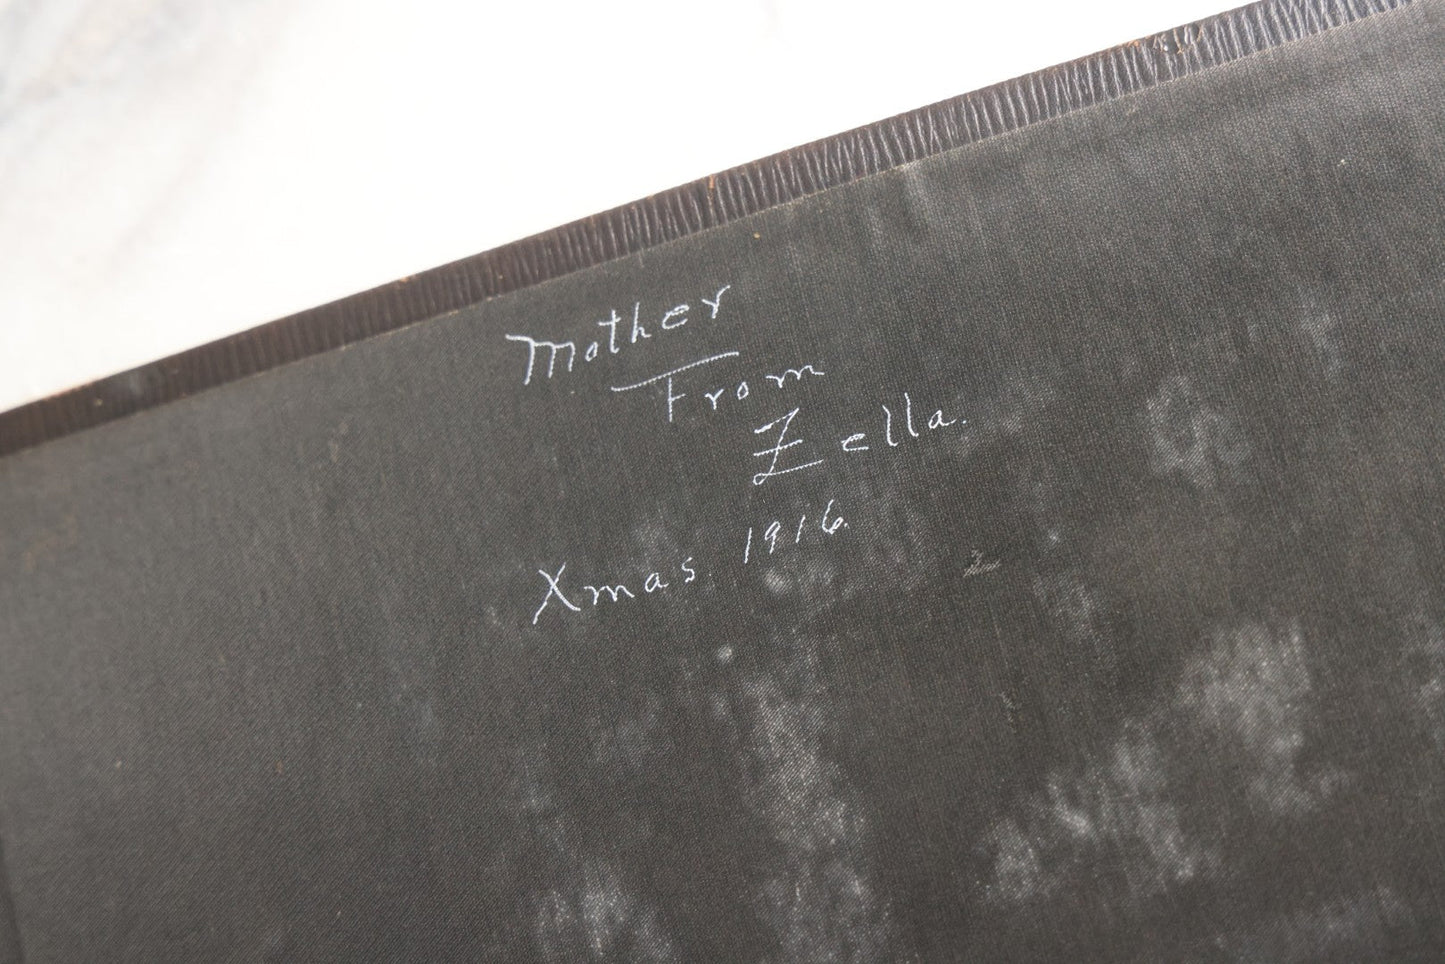 Mother
From
Zella.
Xmas. 1916.